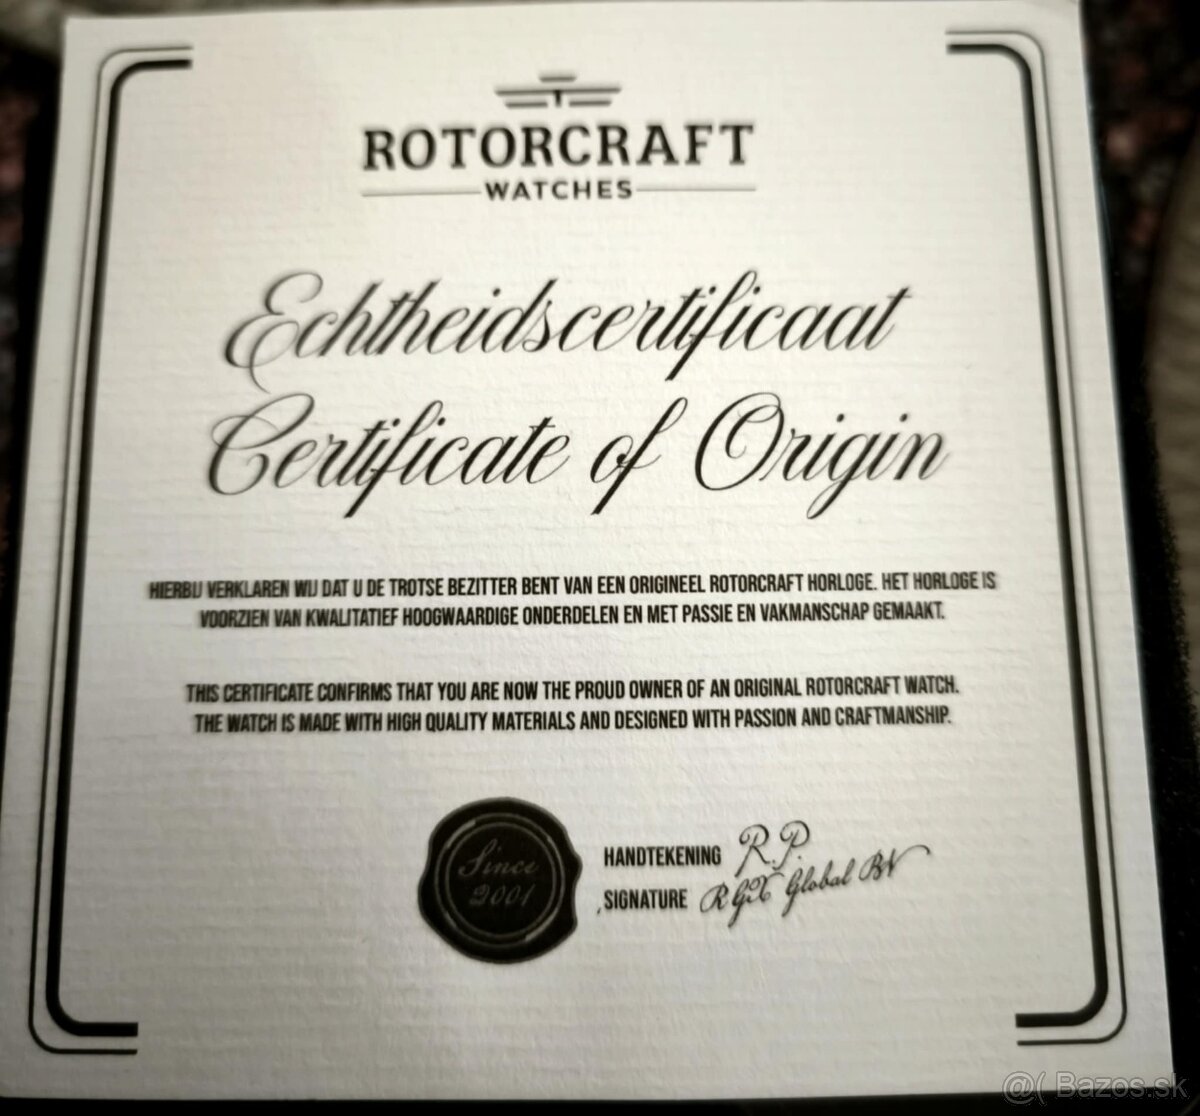 ROTORCRAFT
WATCHES
Echtheidscertificaat
Certificate of Origin
HIERBIJ VERKLAREN WIJ DAT U DE TROTSE BEZITTER BENT VAN EEN ORIGINEEL ROTORCRAFT HORLOGE. HET HORLOGE IS
VOORZIEN VAN KWALITATIEF HOOGWAARDIGE ONDERDELEN EN MET PASSIE EN VAKMANSCHAP GEMAAKT.
THIS CERTIFICATE CONFIRMS THAT YOU ARE NOW THE PROUD OWNER OF AN ORIGINAL ROTORCRAFT WATCH.
THE WATCH IS MADE WITH HIGH QUALITY MATERIALS AND DESIGNED WITH PASSION AND CRAFTMANSHIP.
Since
2001
HANDTEKENING R.P.
SIGNATURE Global BV
@( Bazos.sk